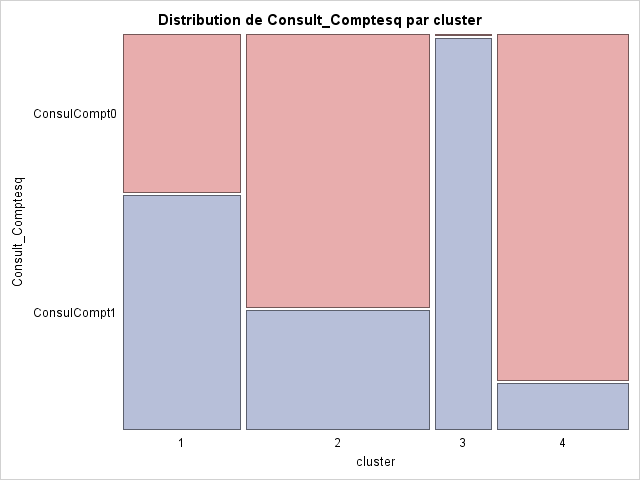 Distribution de Consult_Comptesq par cluster
ConsulCompt0
Consult_Comptesq
ConsulCompt1
1 2 3 4
cluster